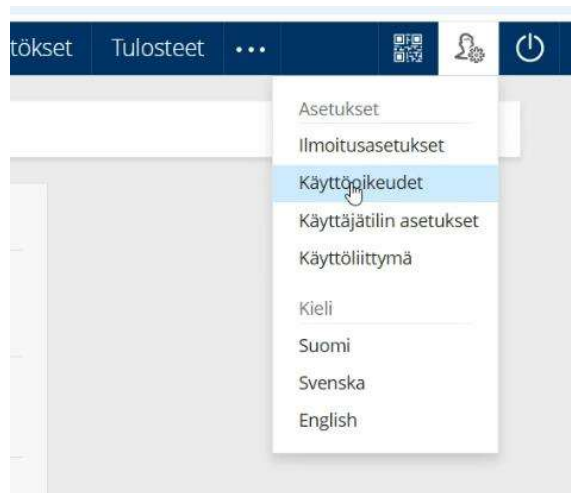 tökset Tulosteet ...
Asetukset
Ilmoitusasetukset
Käyttöoikeudet
Käyttäjätilin asetukset
Käyttöliittymä
Kieli
Suomi
Svenska
English